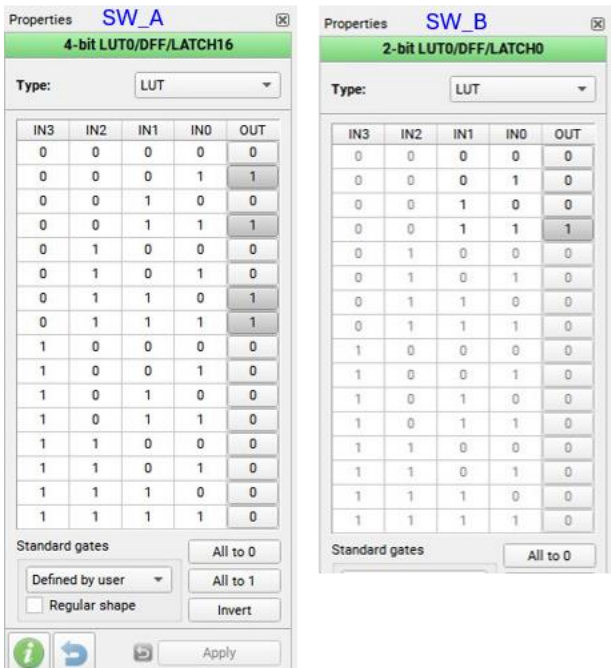 Properties SW_A
4-bit LUT0/DFF/LATCH16
Type: LUT
IN3 IN2 IN1 IN0 OUT
0 0 0 0 0
0 0 0 1 1
0 0 1 0 0
0 0 1 1 1
0 1 0 0 0
0 1 0 1 0
0 1 1 0 1
0 1 1 1 1
1 0 0 0 0
1 0 0 1 0
1 0 1 0 0
1 0 1 1 0
1 1 0 0 0
1 1 0 1 0
1 1 1 0 0
1 1 1 1 0
Standard gates All to 0
Defined by user All to 1
Regular shape Invert
Apply
Properties SW_B
2-bit LUT0/DFF/LATCH0
Type: LUT
IN3 IN2 IN1 IN0 OUT
0 0 0 0 0
0 0 0 1 0
0 0 1 0 0
0 0 1 1 1
0 1 0 0 0
0 1 0 1 0
0 1 1 0 0
0 1 1 1 0
1 0 0 0 0
1 0 0 1 0
1 0 1 0 0
1 0 1 1 0
1 1 0 0 0
1 1 0 1 0
1 1 1 0 0
1 1 1 1 0
Standard gates All to 0